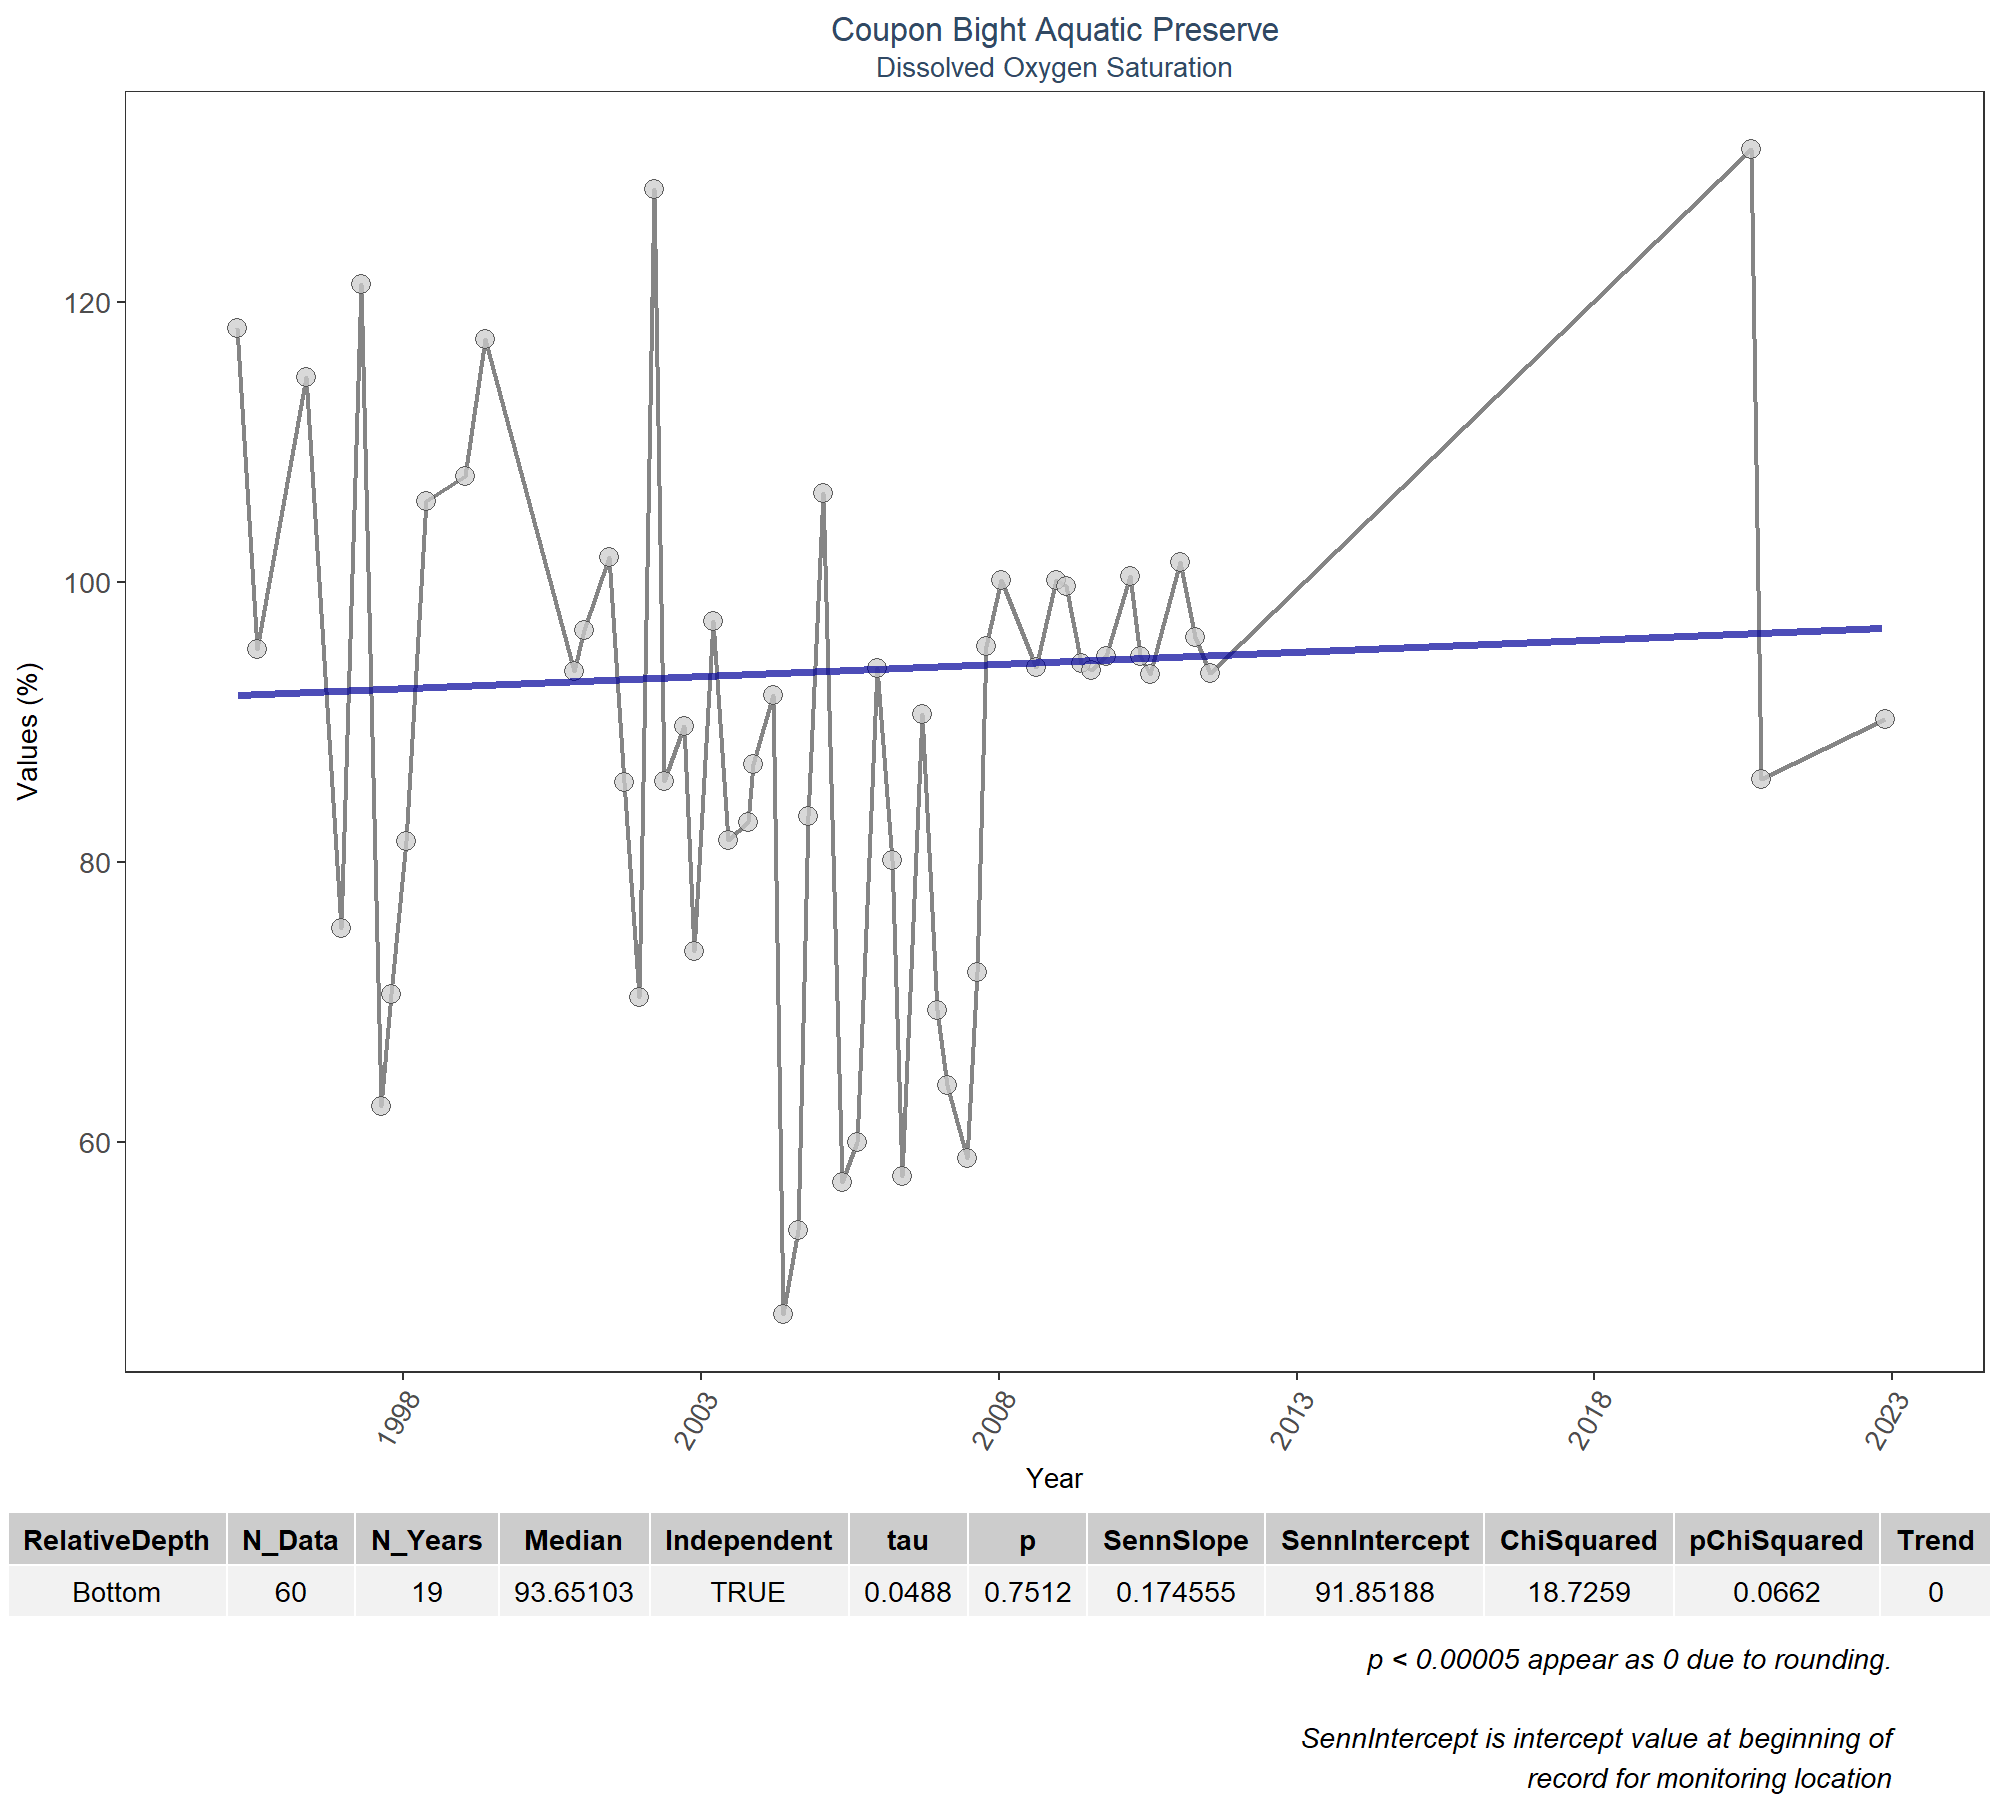 Coupon Bight Aquatic Preserve
Dissolved Oxygen Saturation
Values (%)
120
100
80
60
1998
2003
2008
2013
2018
2023
Year
RelativeDepth N_Data N_Years Median Independent tau p SennSlope SennIntercept ChiSquared pChiSquared Trend
Bottom 60 19 93.65103 TRUE 0.0488 0.7512 0.174555 91.85188 18.7259 0.0662 0
p < 0.00005 appear as 0 due to rounding.
SennIntercept is intercept value at beginning of
record for monitoring location